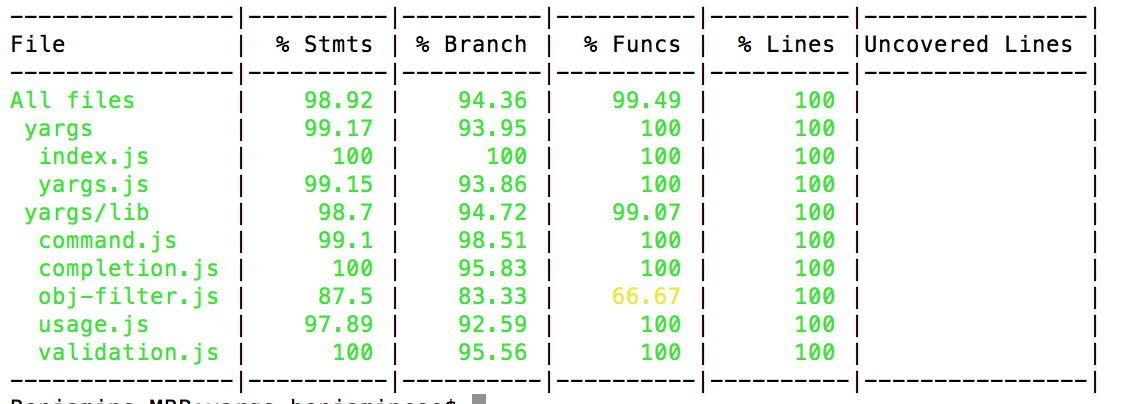 -----------------|----------|-----------|-----------|----------|----------------|
File | % Stmts | % Branch | % Funcs | % Lines |Uncovered Lines |
-----------------|----------|-----------|-----------|----------|----------------|
All files | 98.92 | 94.36 | 99.49 | 100 | |
yargs | 99.17 | 93.95 | 100 | 100 | |
index.js | 100 | 100 | 100 | 100 | |
yargs.js | 99.15 | 93.86 | 100 | 100 | |
yargs/lib | 98.7 | 94.72 | 99.07 | 100 | |
command.js | 99.1 | 98.51 | 100 | 100 | |
completion.js | 100 | 95.83 | 100 | 100 | |
obj-filter.js | 87.5 | 83.33 | 66.67 | 100 | |
usage.js | 97.89 | 92.59 | 100 | 100 | |
validation.js | 100 | 95.56 | 100 | 100 | |
-----------------|----------|-----------|-----------|----------|----------------|